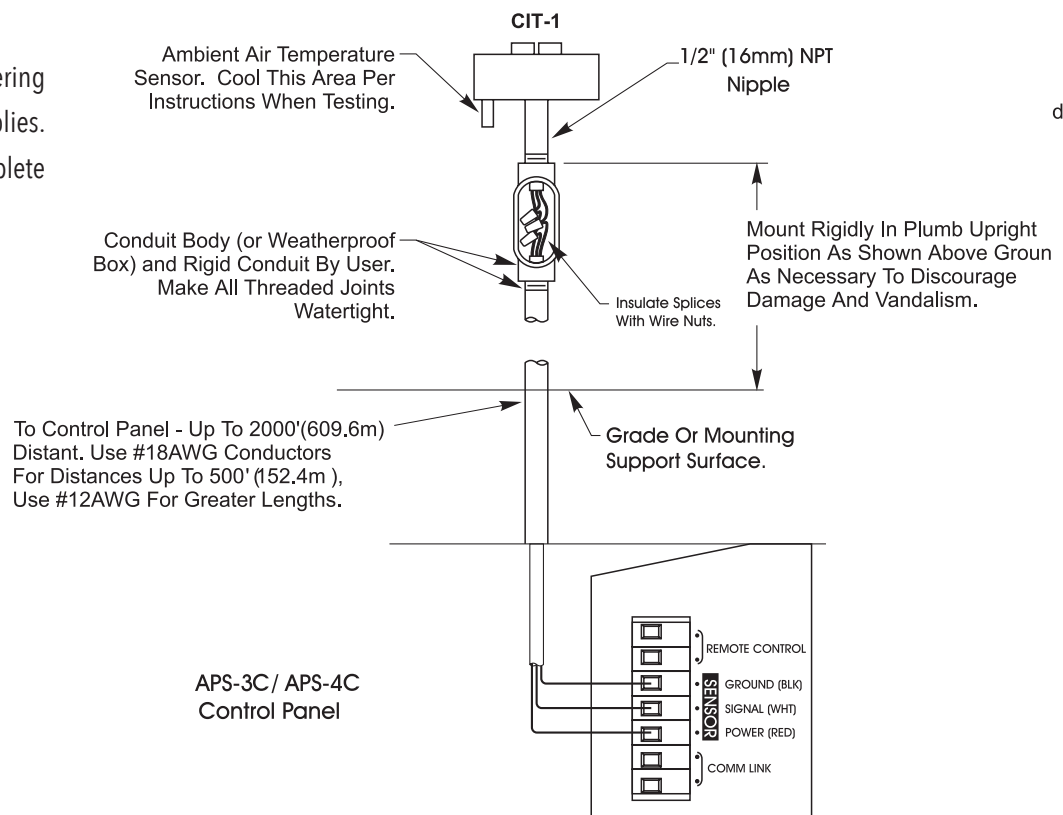 CIT-1
ering
plies.
plete
Ambient Air Temperature
Sensor. Cool This Area Per
Instructions When Testing.
1/2" (16mm) NPT
Nipple
d
Conduit Body (or Weatherproof
Box) and Rigid Conduit By User.
Make All Threaded Joints
Watertight.
Insulate Splices
With Wire Nuts.
Mount Rigidly In Plumb Upright
Position As Shown Above Groun
As Necessary To Discourage
Damage And Vandalism.
To Control Panel - Up To 2000'(609.6m)
Distant. Use #18AWG Conductors
For Distances Up To 500' (152.4m ),
Use #12AWG For Greater Lengths.
Grade Or Mounting
Support Surface.
APS-3C/ APS-4C
Control Panel
REMOTE CONTROL
SENSOR
GROUND (BLK)
SIGNAL (WHT)
POWER (RED)
COMM LINK